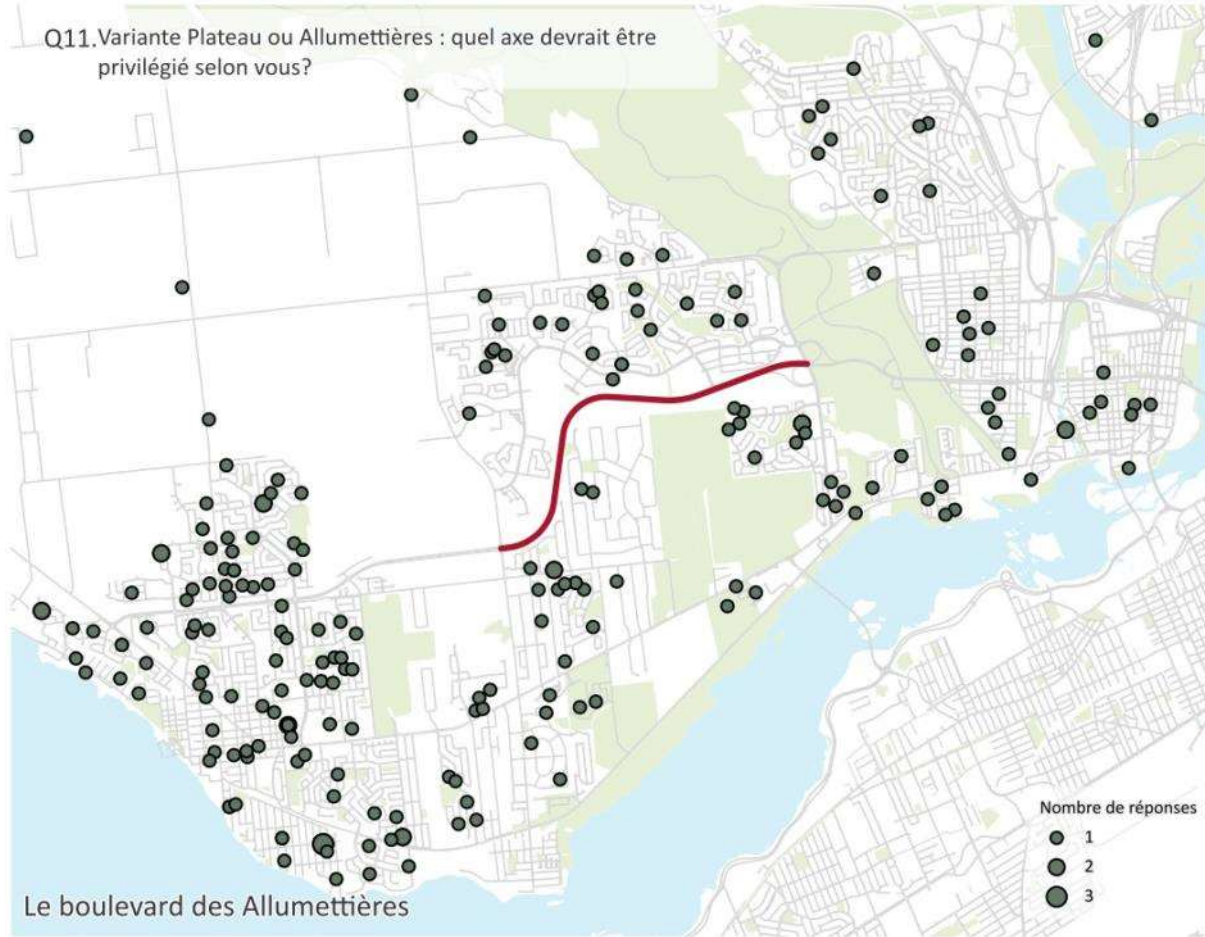 Q11. Variante Plateau ou Allumettières : quel axe devrait être
privilégié selon vous?
Nombre de réponses
1
2
3
Le boulevard des Allumettières